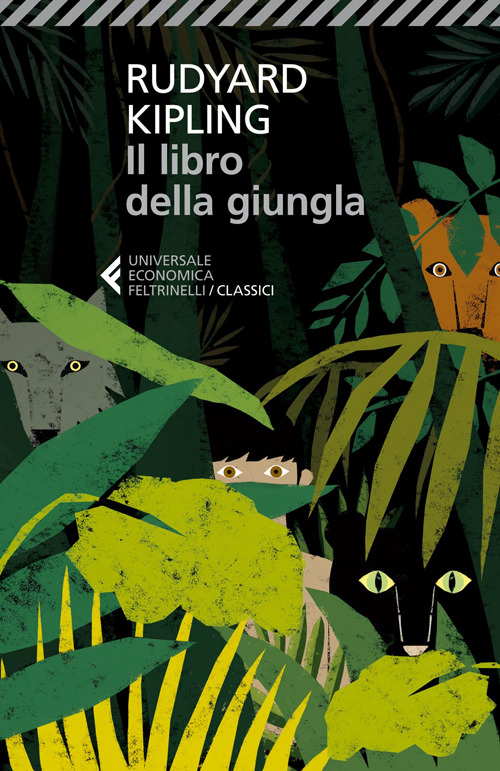 RUDYARD
KIPLING
Il libro
della giungla
UNIVERSALE
ECONOMICA
FELTRINELLI/CLASSICI